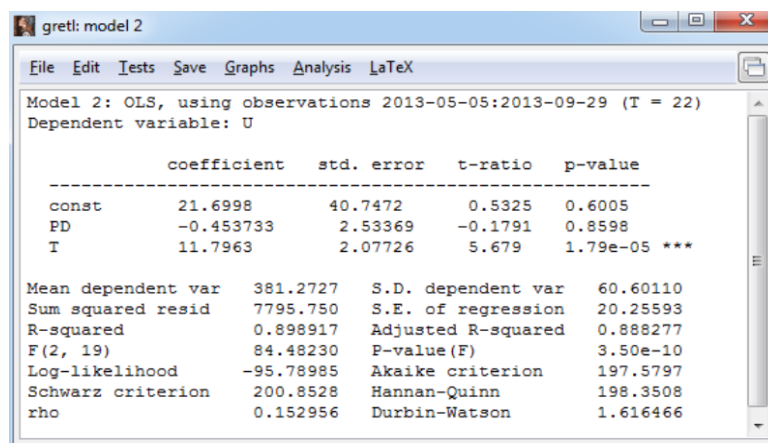 gretl: model 2
File Edit Tests Save Graphs Analysis LaTeX
Model 2: OLS, using observations 2013-05-05:2013-09-29 (T = 22)
Dependent variable: U
coefficient std. error t-ratio p-value
---------------------------------------------------------
const 21.6998 40.7472 0.5325 0.6005
PD −0.453733 2.53369 −0.1791 0.8598
T 11.7963 2.07726 5.679 1.79e-05 ***
Mean dependent var 381.2727 S.D. dependent var 60.60110
Sum squared resid 7795.750 S.E. of regression 20.25593
R-squared 0.898917 Adjusted R-squared 0.888277
F(2, 19) 84.48230 P-value(F) 3.50e-10
Log-likelihood −95.78985 Akaike criterion 197.5797
Schwarz criterion 200.8528 Hannan-Quinn 198.3508
rho 0.152956 Durbin-Watson 1.616466